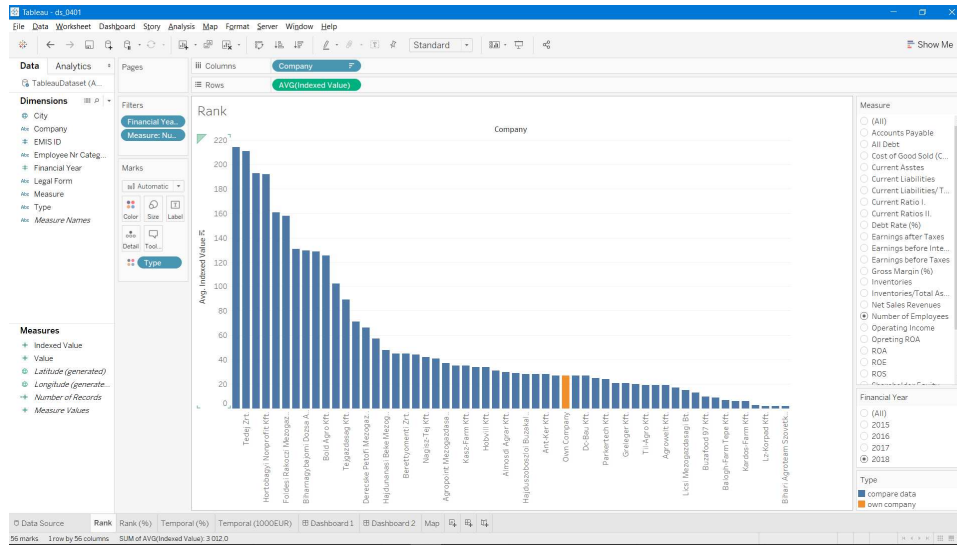 Tableau - ds_0401
File Data Worksheet Dashboard Story Analysis Map Format Server Window Help
Standard
Show Me
Data Analytics
TableauDataset (A...
Dimensions
City
Abc Company
EMIS ID
Abc Employee Nr Categ...
Financial Year
Abc Legal Form
Abc Measure
Abc Type
Abc Measure Names
Measures
Indexed Value
Value
Latitude (generated)
Longitude (generate...
Number of Records
Measure Values
Pages
Filters
Financial Yea..
Measure: Nu..
Marks
Automatic
Color Size Label
Detail Tool...
Type
Columns Company
Rows AVG(Indexed Value)
Rank
Company
Avg. Indexed Value
220
200
180
160
140
120
100
80
60
40
20
0
Tedej Zrt.
Hortobagyi Nonprofit Kft.
Foldesi Rakoczi Mezogaz..
Biharnagybajomi Dozsa A..
Bold Agro Kft.
Tejgazdasag Kft.
Derecske Petofi Mezogaz..
Hajdunanasi Beke Mezog..
Berettyomenti Zrt.
Nagisz-Tej Kft.
Agropoint Mezogazdasa..
Kasz-Farm Kft.
Hobvill Kft.
Almosdi Agrar Kft.
Hajduszoboszloi Buzakal..
Ant-Ker Kft.
Own Company
Dc-Bau Kft.
Parkertech Kft.
Greleger Kft.
Til-Agro Kft.
Agrowelt Kft.
Licsi Mezogazdasagi Bt.
Buzafood 97 Kft.
Balogh-Farm Tepe Kft.
Kardos-Farm Kft.
Lz-Korpad Kft.
Bihari Agroteam Szovetk..
Measure
(All)
Accounts Payable
All Debt
Cost of Good Sold (C...
Current Asstes
Current Liabilities
Current Liabilities/ T...
Current Ratio I.
Current Ratios II.
Debt Rate (%)
Earnings after Taxes
Earnings before Inte...
Earnings before Taxes
Gross Margin (%)
Inventories
Inventories/Total As...
Net Sales Revenues
Number of Employees
Operating Income
Opreting ROA
ROA
ROE
ROS
Financial Year
(All)
2015
2016
2017
2018
Type
compare data
own company
Data Source Rank Rank (%) Temporal (%) Temporal (1000EUR) Dashboard 1 Dashboard 2 Map
56 marks 1 row by 56 columns SUM of AVG(Indexed Value): 3 012.0